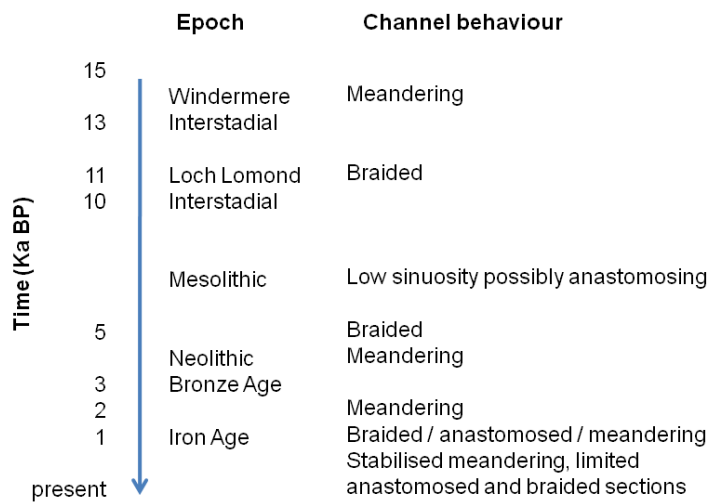 Epoch Channel behaviour
15
Windermere Meandering
13 Interstadial
11 Loch Lomond Braided
10 Interstadial
Time (Ka BP)
Mesolithic Low sinuosity possibly anastomosing
5 Braided
Neolithic Meandering
3 Bronze Age
2 Meandering
1 Iron Age Braided / anastomosed / meandering
Stabilised meandering, limited
present anastomosed and braided sections